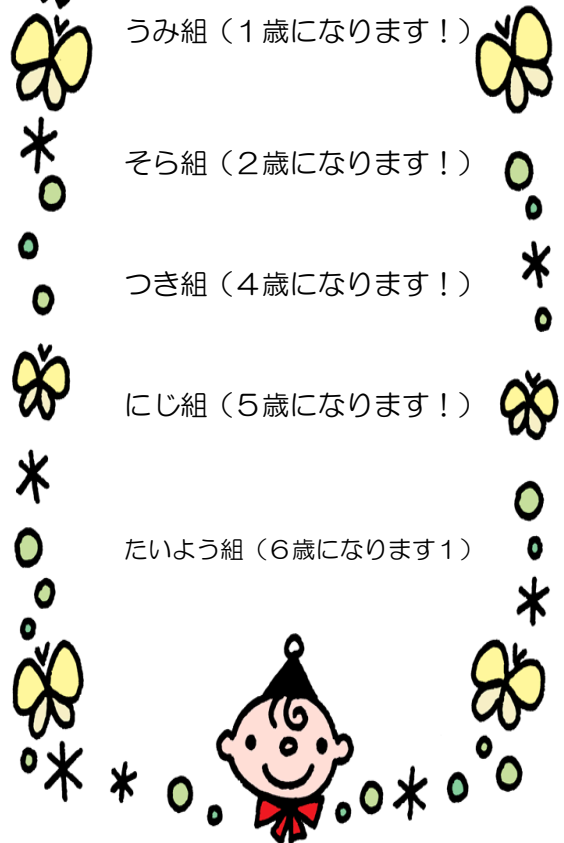 うみ組（１歳になります！）
そら組（２歳になります！）
つき組（４歳になります！）
にじ組（５歳になります！）
たいよう組（６歳になります１）